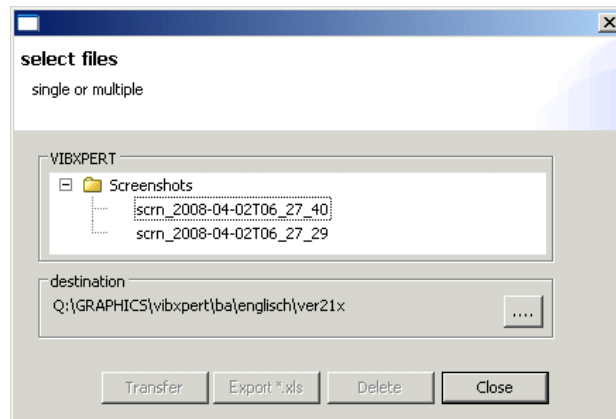 select files
single or multiple
VIBXPERT
Screenshots
scrn_2008-04-02T06_27_40
scrn_2008-04-02T06_27_29
destination
Q:\GRAPHICS\vibxpert\ba\englisch\ver21x
....
Transfer
Export *.xls
Delete
Close